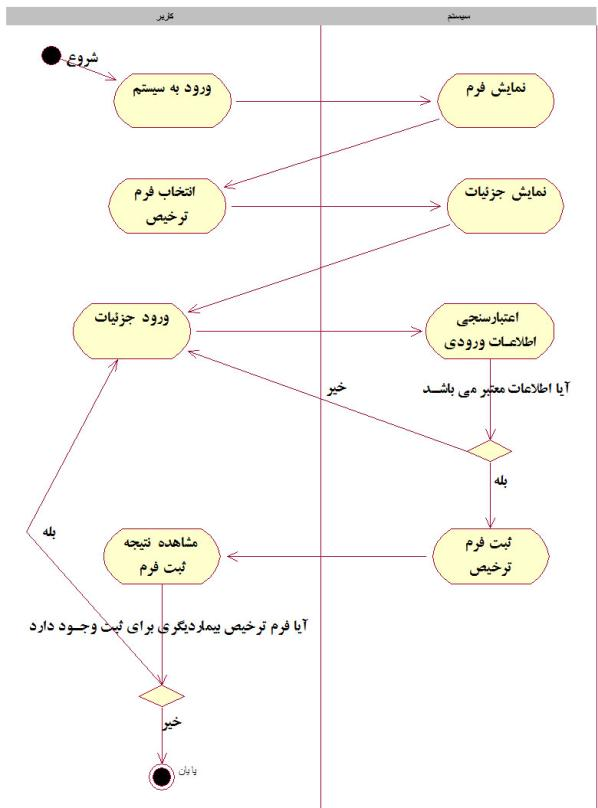 کاربر
سیستم
شروع
ورود به سیستم
نمایش فرم
انتخاب فرم
ترخیص
نمایش جزئیات
ورود جزئیات
اعتبارسنجی
اطلاعات ورودی
آیا اطلاعات معتبر می باشد
خیر
بله
ثبت فرم
ترخیص
مشاهده نتیجه
ثبت فرم
بله
آیا فرم ترخیص بیماردیگری برای ثبت وجود دارد
خیر
پایان